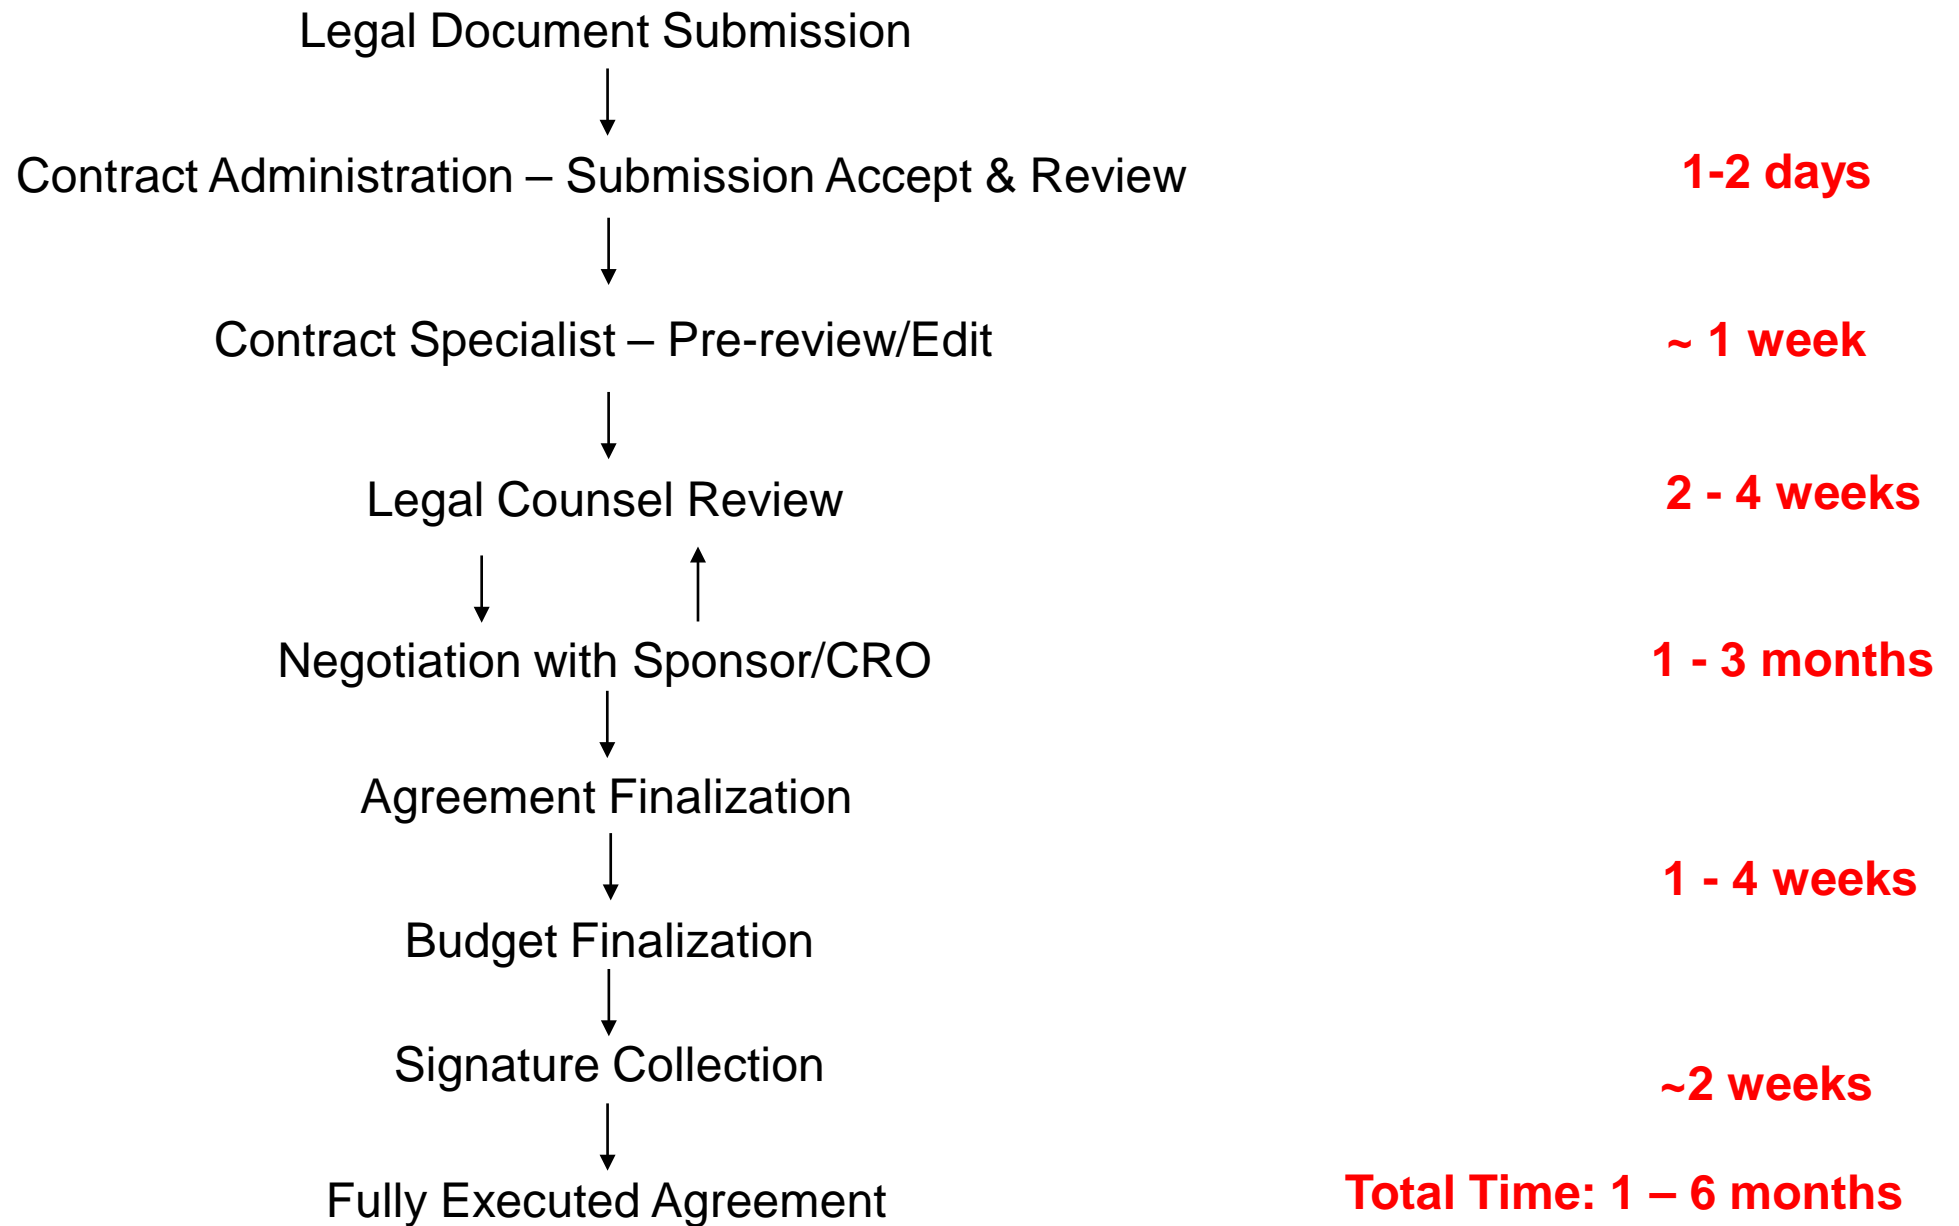 Legal Document Submission
Contract Administration – Submission Accept & Review
1-2 days
Contract Specialist – Pre-review/Edit
~ 1 week
Legal Counsel Review
2 - 4 weeks
Negotiation with Sponsor/CRO
1 - 3 months
Agreement Finalization
1 - 4 weeks
Budget Finalization
Signature Collection
~2 weeks
Fully Executed Agreement
Total Time: 1 – 6 months